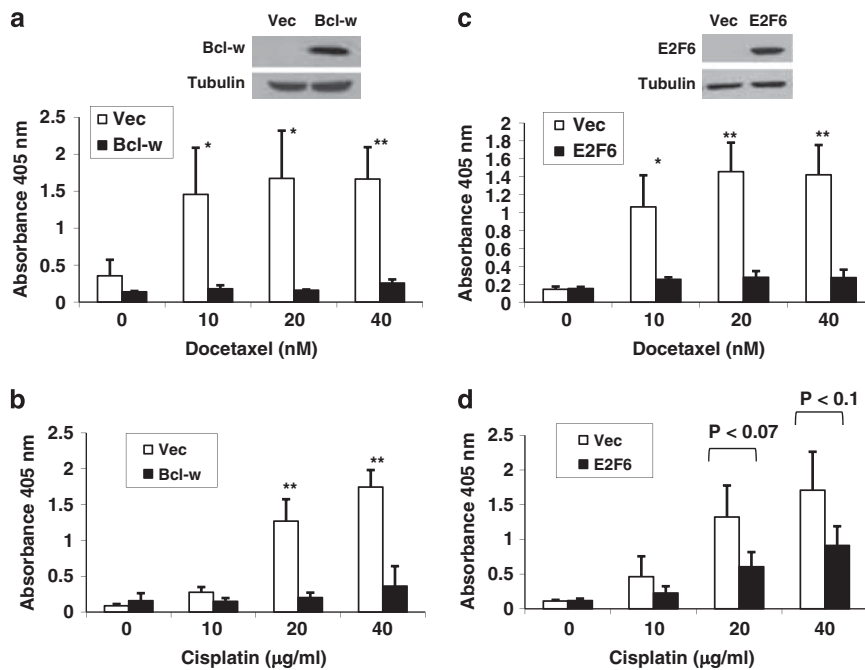 a
Vec Bcl-w
Bcl-w
Tubulin
Vec
Bcl-w
Absorbance 405 nm
2.5
2
1.5
1
0.5
0
* * **
0 10 20 40
Docetaxel (nM)
c
Vec E2F6
E2F6
Tubulin
Vec
E2F6
Absorbance 405 nm
2
1.8
1.6
1.4
1.2
1
0.8
0.6
0.4
0.2
0
* ** **
0 10 20 40
Docetaxel (nM)
b
Vec
Bcl-w
Absorbance 405 nm
2.5
2
1.5
1
0.5
0
** **
0 10 20 40
Cisplatin (μg/ml)
d
Vec
E2F6
P < 0.07
P < 0.1
Absorbance 405 nm
2.5
2
1.5
1
0.5
0
0 10 20 40
Cisplatin (μg/ml)